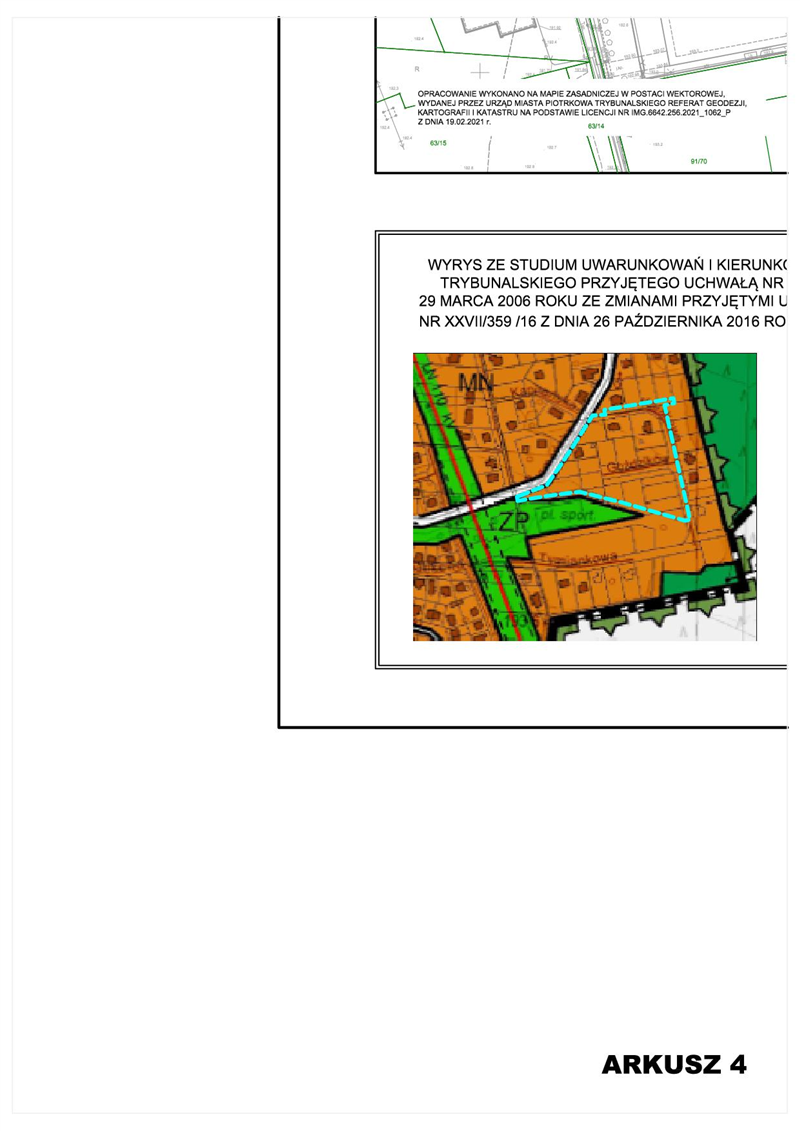 R
OPRACOWANIE WYKONANO NA MAPIE ZASADNICZEJ W POSTACI WEKTOROWEJ,
WYDANEJ PRZEZ URZĄD MIASTA PIOTRKOWA TRYBUNALSKIEGO REFERAT GEODEZJI,
KARTOGRAFII I KATASTRU NA PODSTAWIE LICENCJI NR IMG.6642.256.2021_1062_P
Z DNIA 19.02.2021 r.
63/14
63/15
91/70
WYRYS ZE STUDIUM UWARUNKOWAŃ I KIERUNKO
TRYBUNALSKIEGO PRZYJĘTEGO UCHWAŁĄ NR
29 MARCA 2006 ROKU ZE ZMIANAMI PRZYJĘTYMI U
NR XXVII/359 /16 Z DNIA 26 PAŹDZIERNIKA 2016 RO
MN
ZP
pl. sport.
Tymiankowa
193
ARKUSZ 4